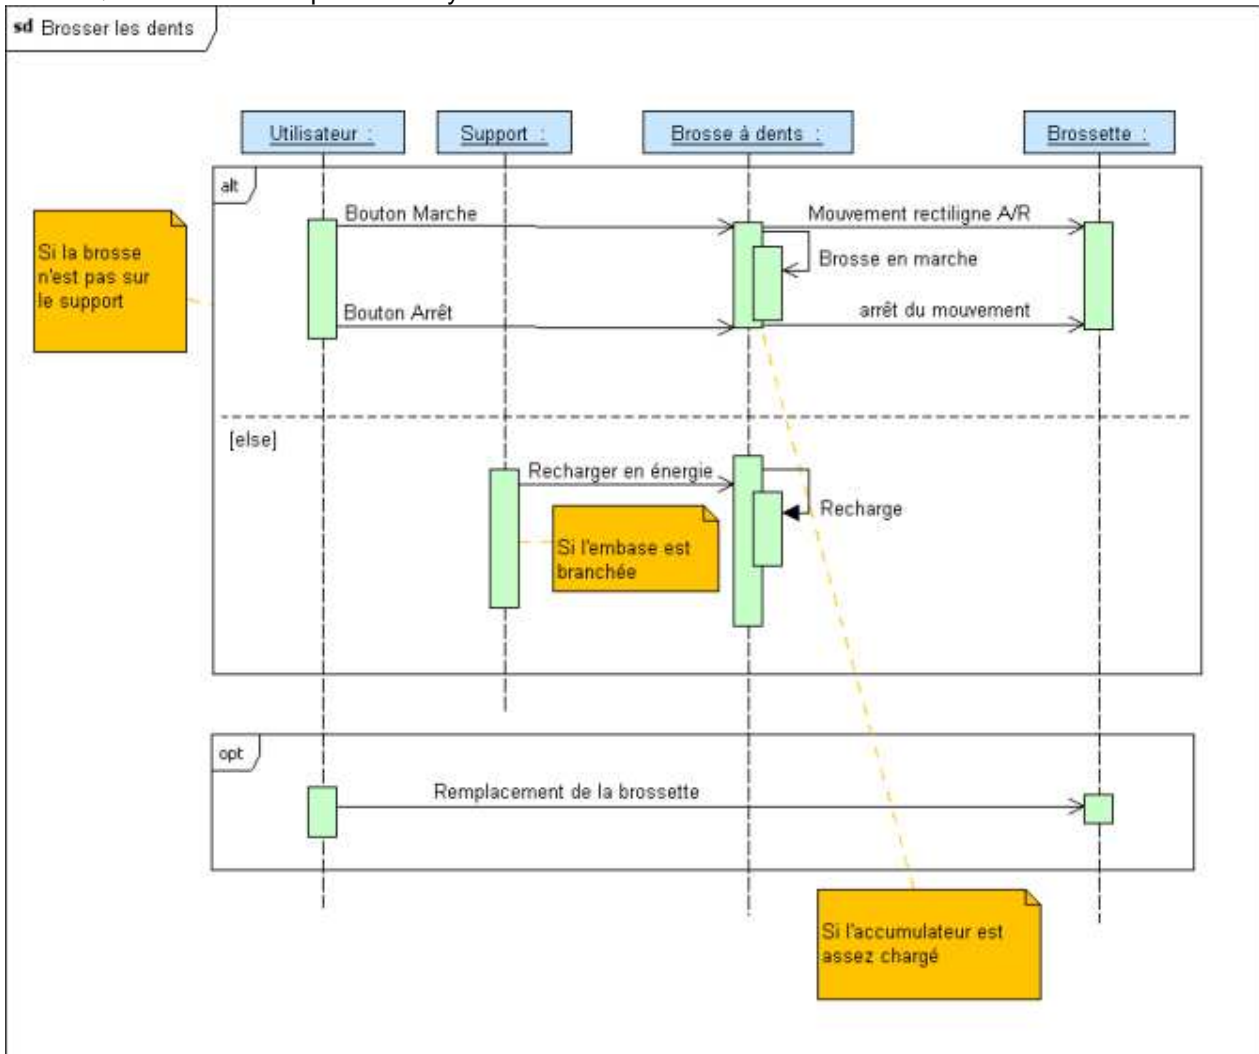 sd Brosser les dents
Utilisateur :
Support :
Brosse à dents :
Brossette :
alt
Si la brosse
n'est pas sur
le support
Bouton Marche
Mouvement rectiligne A/R
Brosse en marche
Bouton Arrêt
arrêt du mouvement
[else]
Recharger en énergie
Recharge
Si l'embase est
branchée
opt
Remplacement de la brossette
Si l'accumulateur est
assez chargé